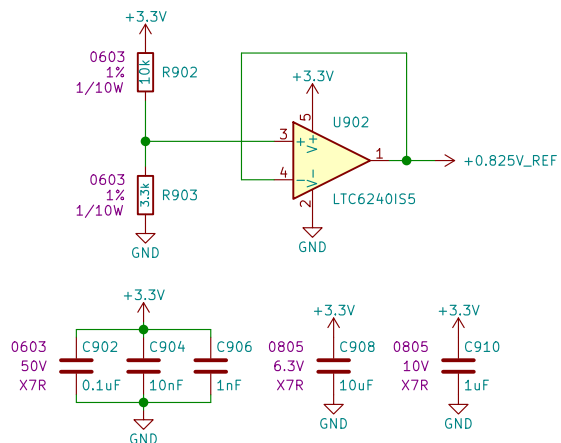 +3.3V
0603
1%
1/10W
10k
R902
+3.3V
5
U902
3
+
V+
1
+0.825V_REF
4
-
V-
2
LTC6240IS5
0603
1%
1/10W
3.3k
R903
GND
GND
+3.3V
0603
50V
X7R
C902
0.1uF
C904
10nF
C906
1nF
GND
+3.3V
0805
6.3V
X7R
C908
10uF
GND
+3.3V
0805
10V
X7R
C910
1uF
GND